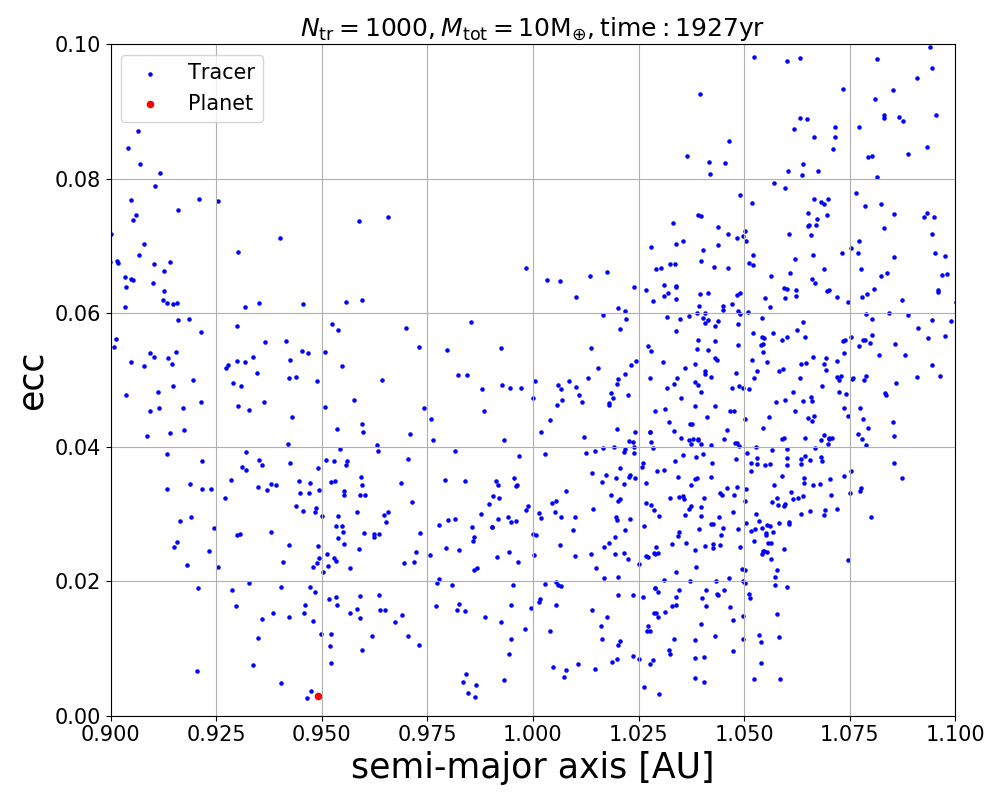 N_tr = 1000, M_tot = 10M_⊕, time : 1927yr
Tracer
Planet
ecc
0.10
0.08
0.06
0.04
0.02
0.00
0.900 0.925 0.950 0.975 1.000 1.025 1.050 1.075 1.100
semi-major axis [AU]